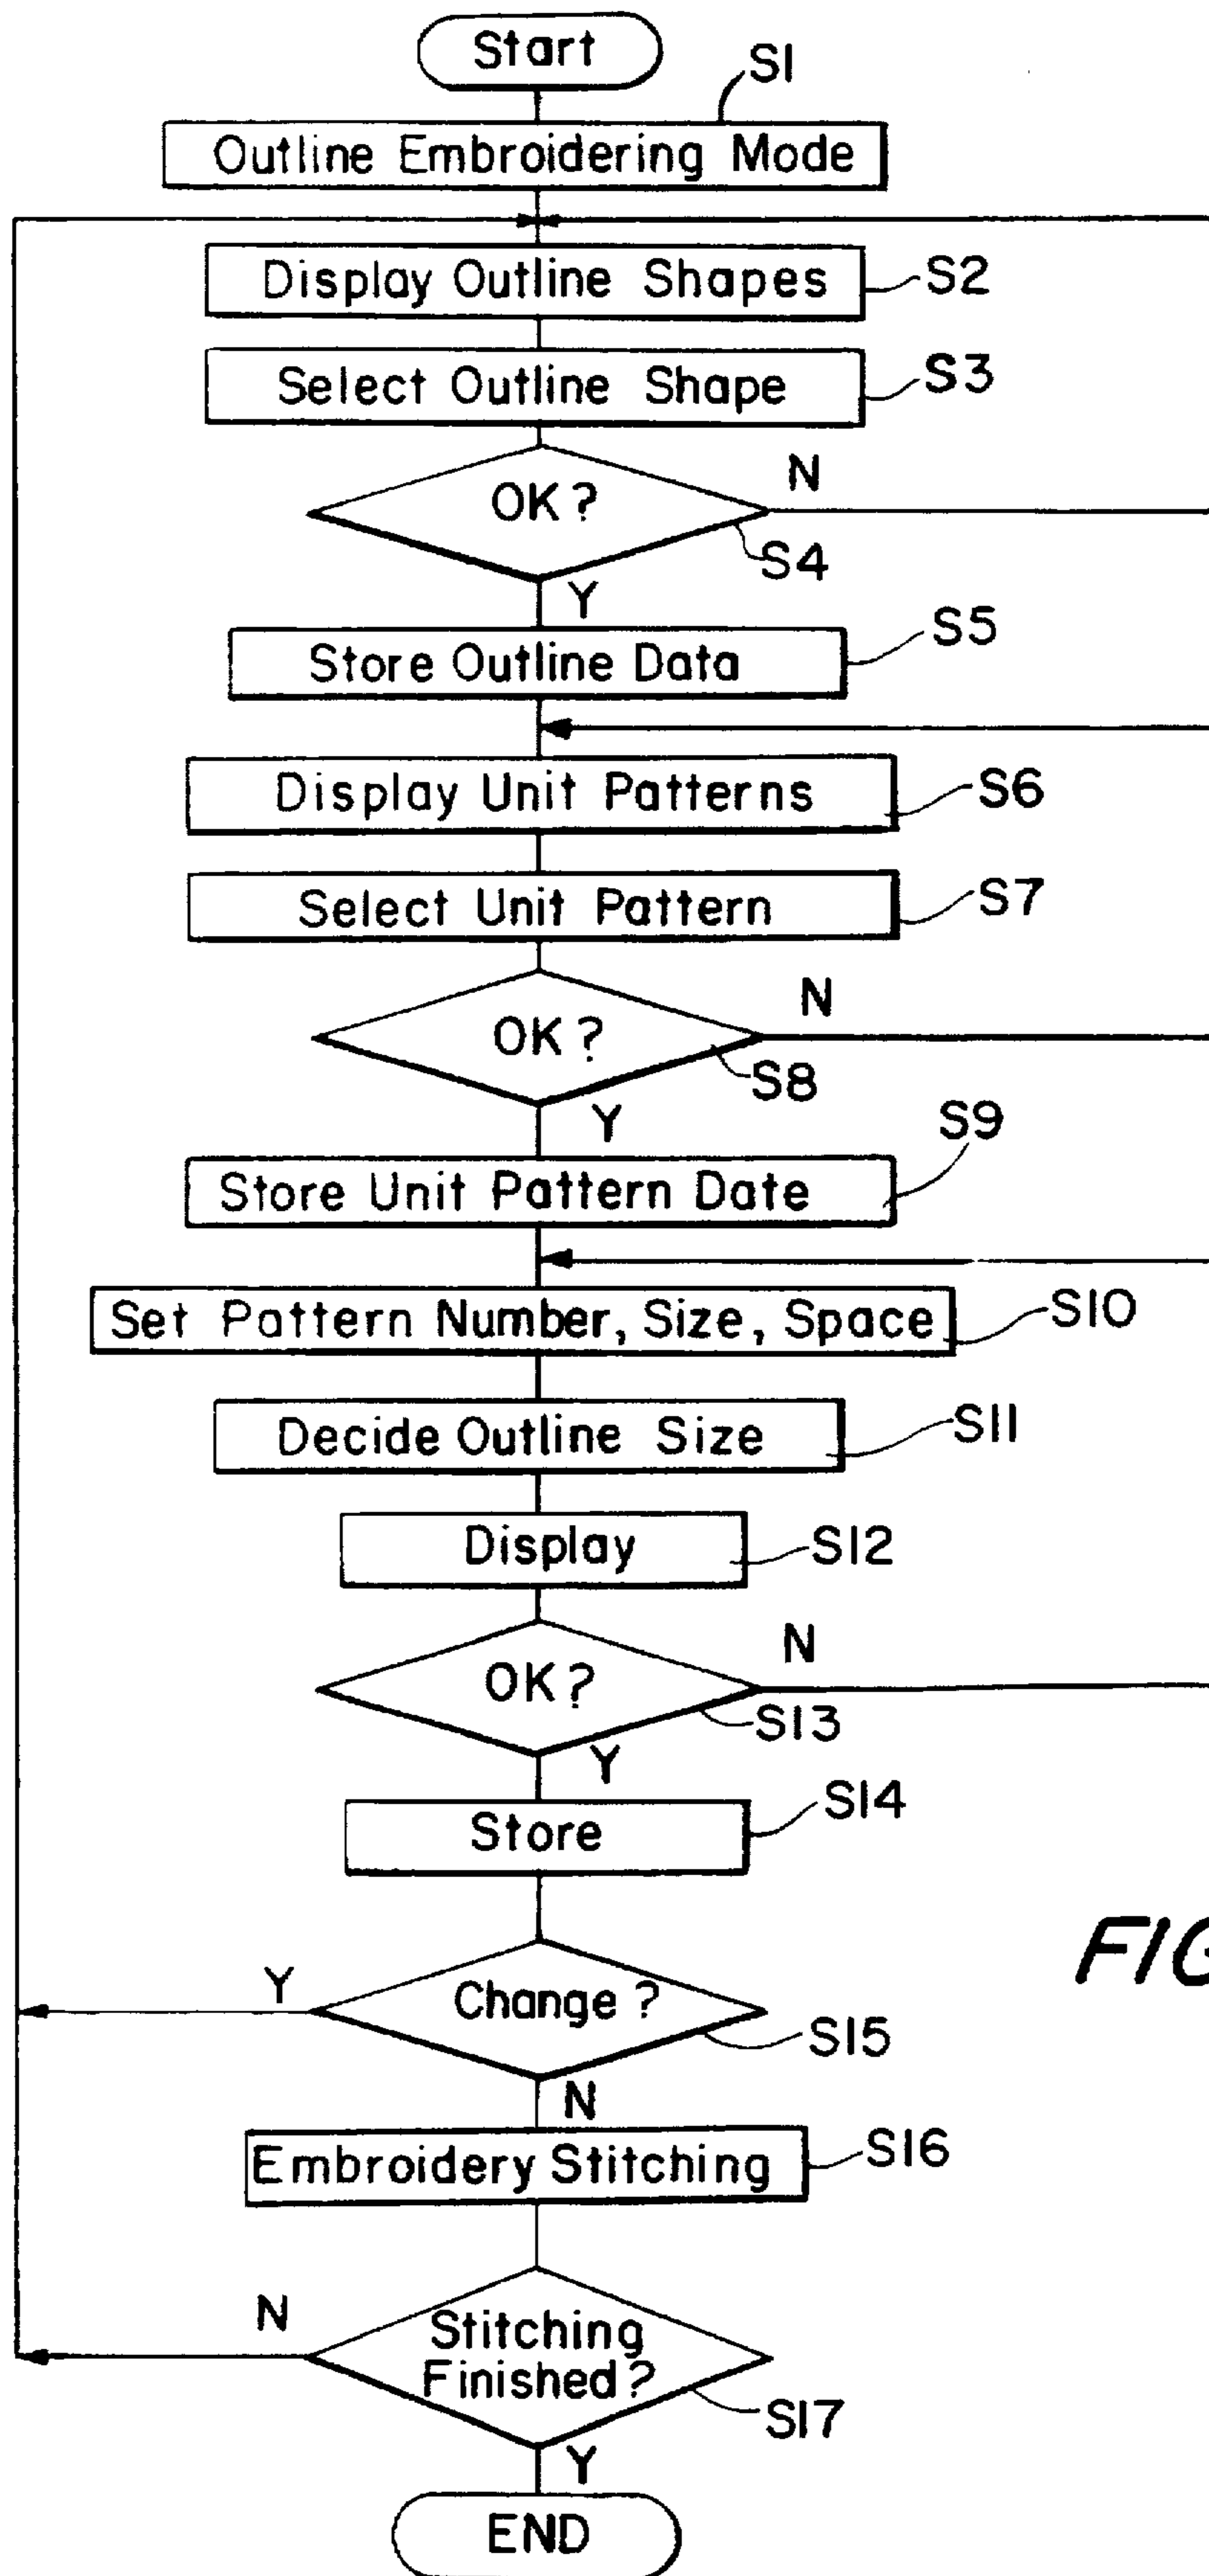 Start
S1
Outline Embroidering Mode
Display Outline Shapes
S2
Select Outline Shape
S3
OK?
N
S4
Y
S5
Store Outline Data
Display Unit Patterns
S6
Select Unit Pattern
S7
OK?
N
S8
Y
S9
Store Unit Pattern Date
Set Pattern Number, Size, Space
S10
Decide Outline Size
S11
Display
S12
OK?
N
S13
Y
S14
Store
FIG
Y
Change?
S15
N
Embroidery Stitching
S16
N
Stitching
Finished?
S17
Y
END